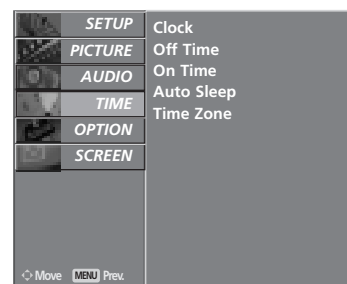 SETUP
PICTURE
AUDIO
TIME
OPTION
SCREEN
Clock
Off Time
On Time
Auto Sleep
Time Zone
Move MENU Prev.